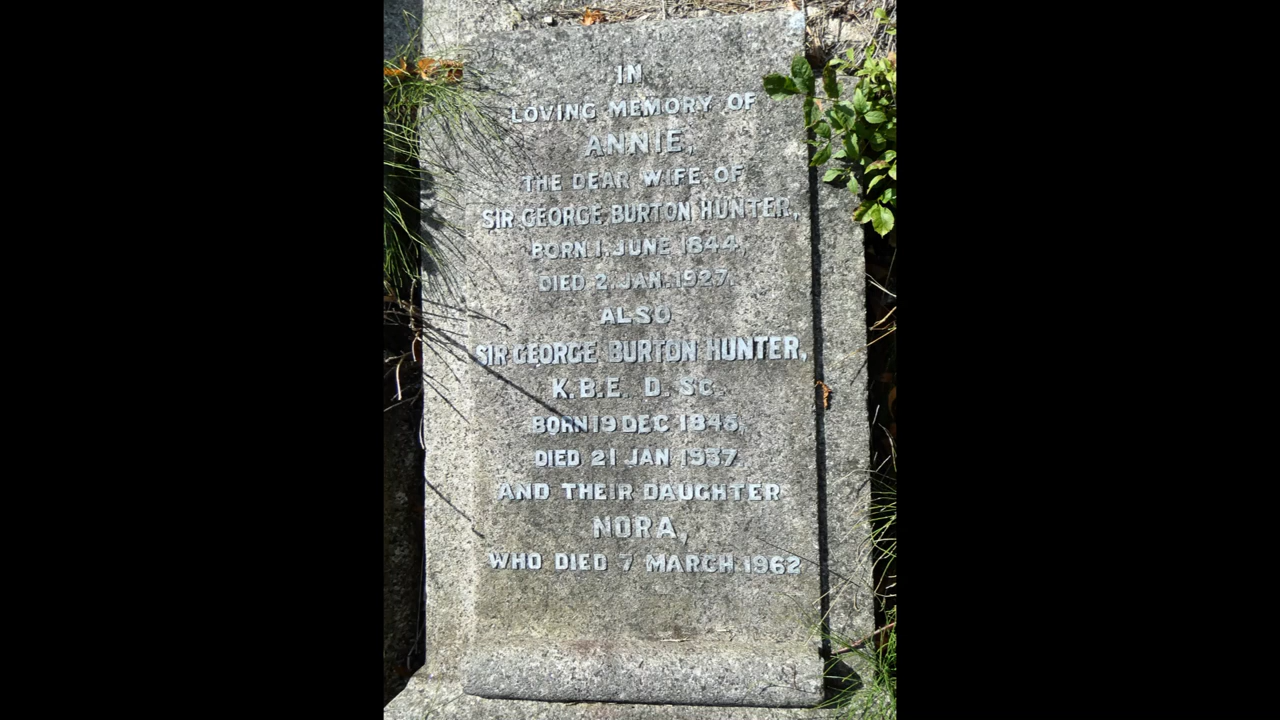 IN
LOVING MEMORY OF
ANNIE,
THE DEAR WIFE OF
SIR GEORGE BURTON HUNTER,
BORN 1. JUNE 1844,
DIED 2. JAN. 1927.
ALSO
SIR GEORGE BURTON HUNTER,
K.B.E. D.Sc.
BORN 19 DEC 1845,
DIED 21 JAN 1937.
AND THEIR DAUGHTER
NORA,
WHO DIED 7 MARCH 1962